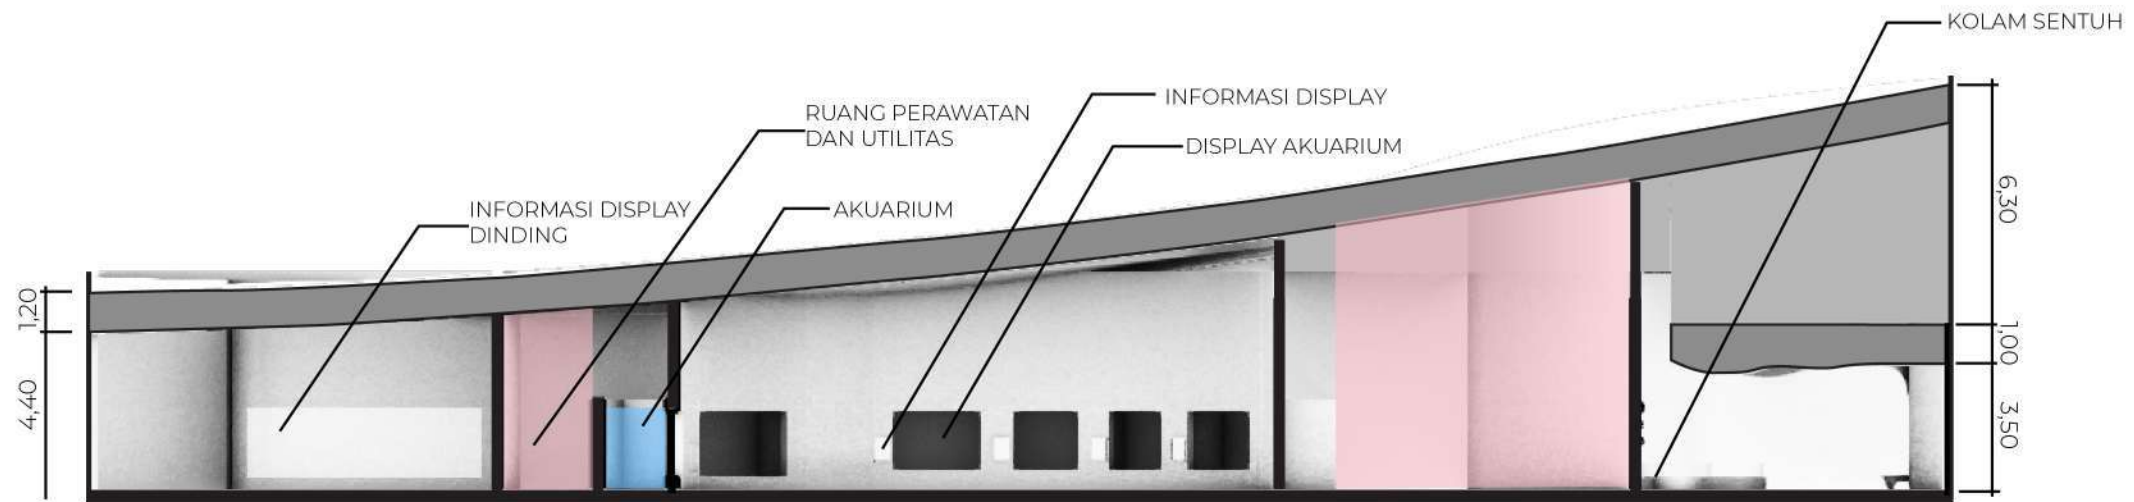 KOLAM SENTUH
INFORMASI DISPLAY
RUANG PERAWATAN
DAN UTILITAS
DISPLAY AKUARIUM
INFORMASI DISPLAY
DINDING
AKUARIUM
1,20
4,40
6,30
1,00
3,50